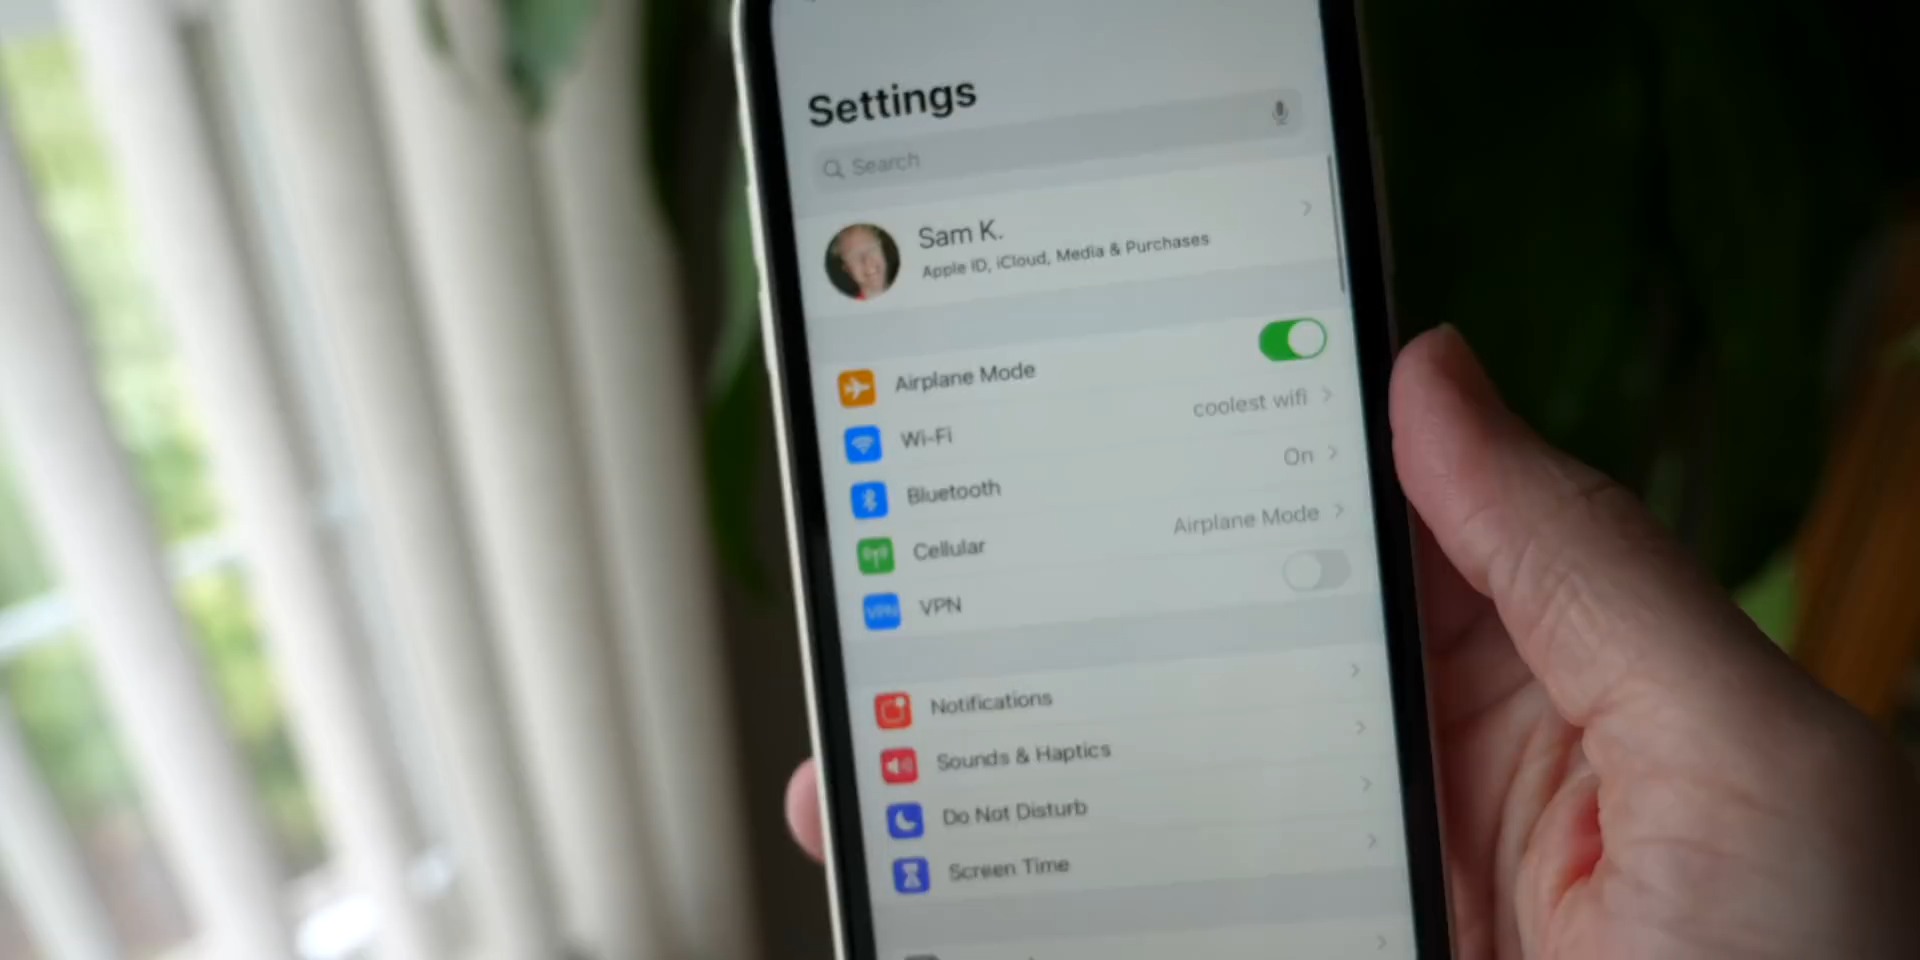 Settings
Search
Sam K.
Apple ID, iCloud, Media & Purchases
Airplane Mode
Wi-Fi
coolest wifi
Bluetooth
On
Cellular
Airplane Mode
VPN
VPN
Notifications
Sounds & Haptics
Do Not Disturb
Screen Time